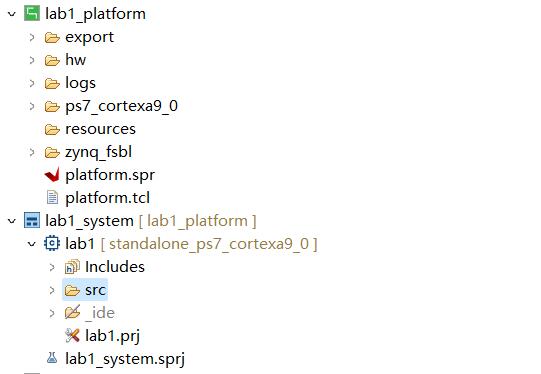 lab1_platform
export
hw
logs
ps7_cortexa9_0
resources
zynq_fsbl
platform.spr
platform.tcl
lab1_system [ lab1_platform ]
lab1 [ standalone_ps7_cortexa9_0 ]
Includes
src
_ide
lab1.prj
lab1_system.sprj